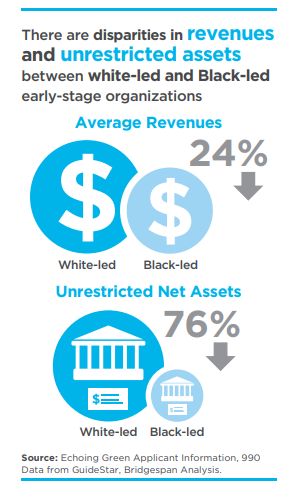 There are disparities in revenues
and unrestricted assets
between white-led and Black-led
early-stage organizations
Average Revenues
24%
$
$
White-led
Black-led
Unrestricted Net Assets
76%
$
$
White-led
Black-led
Source: Echoing Green Applicant Information, 990
Data from GuideStar, Bridgespan Analysis.